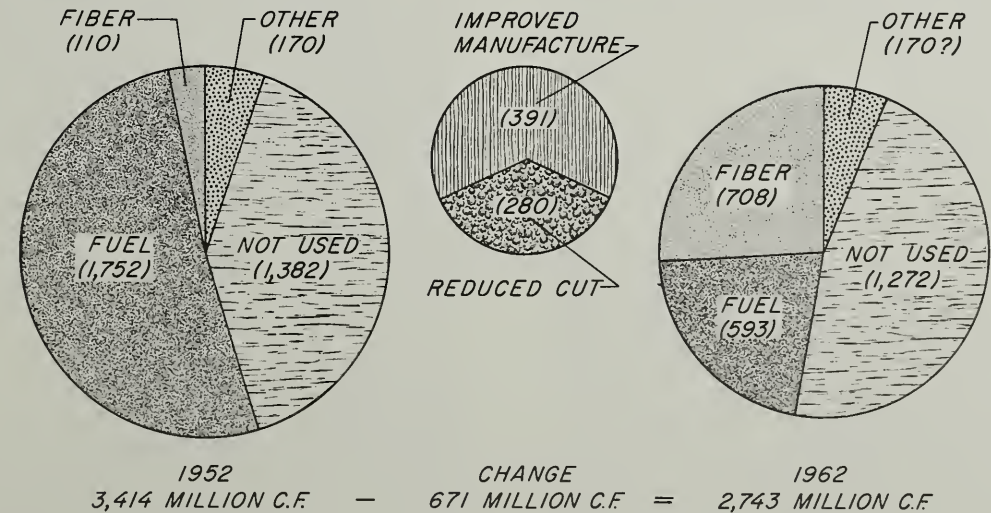 FIBER
(110)
OTHER
(170)
FUEL
(1,752)
NOT USED
(1,382)
IMPROVED
MANUFACTURE
(391)
(280)
REDUCED CUT
OTHER
(170?)
FIBER
(708)
NOT USED
(1,272)
FUEL
(593)
1952
3,414 MILLION C.F.
—
CHANGE
671 MILLION C.F.
=
1962
2,743 MILLION C.F.